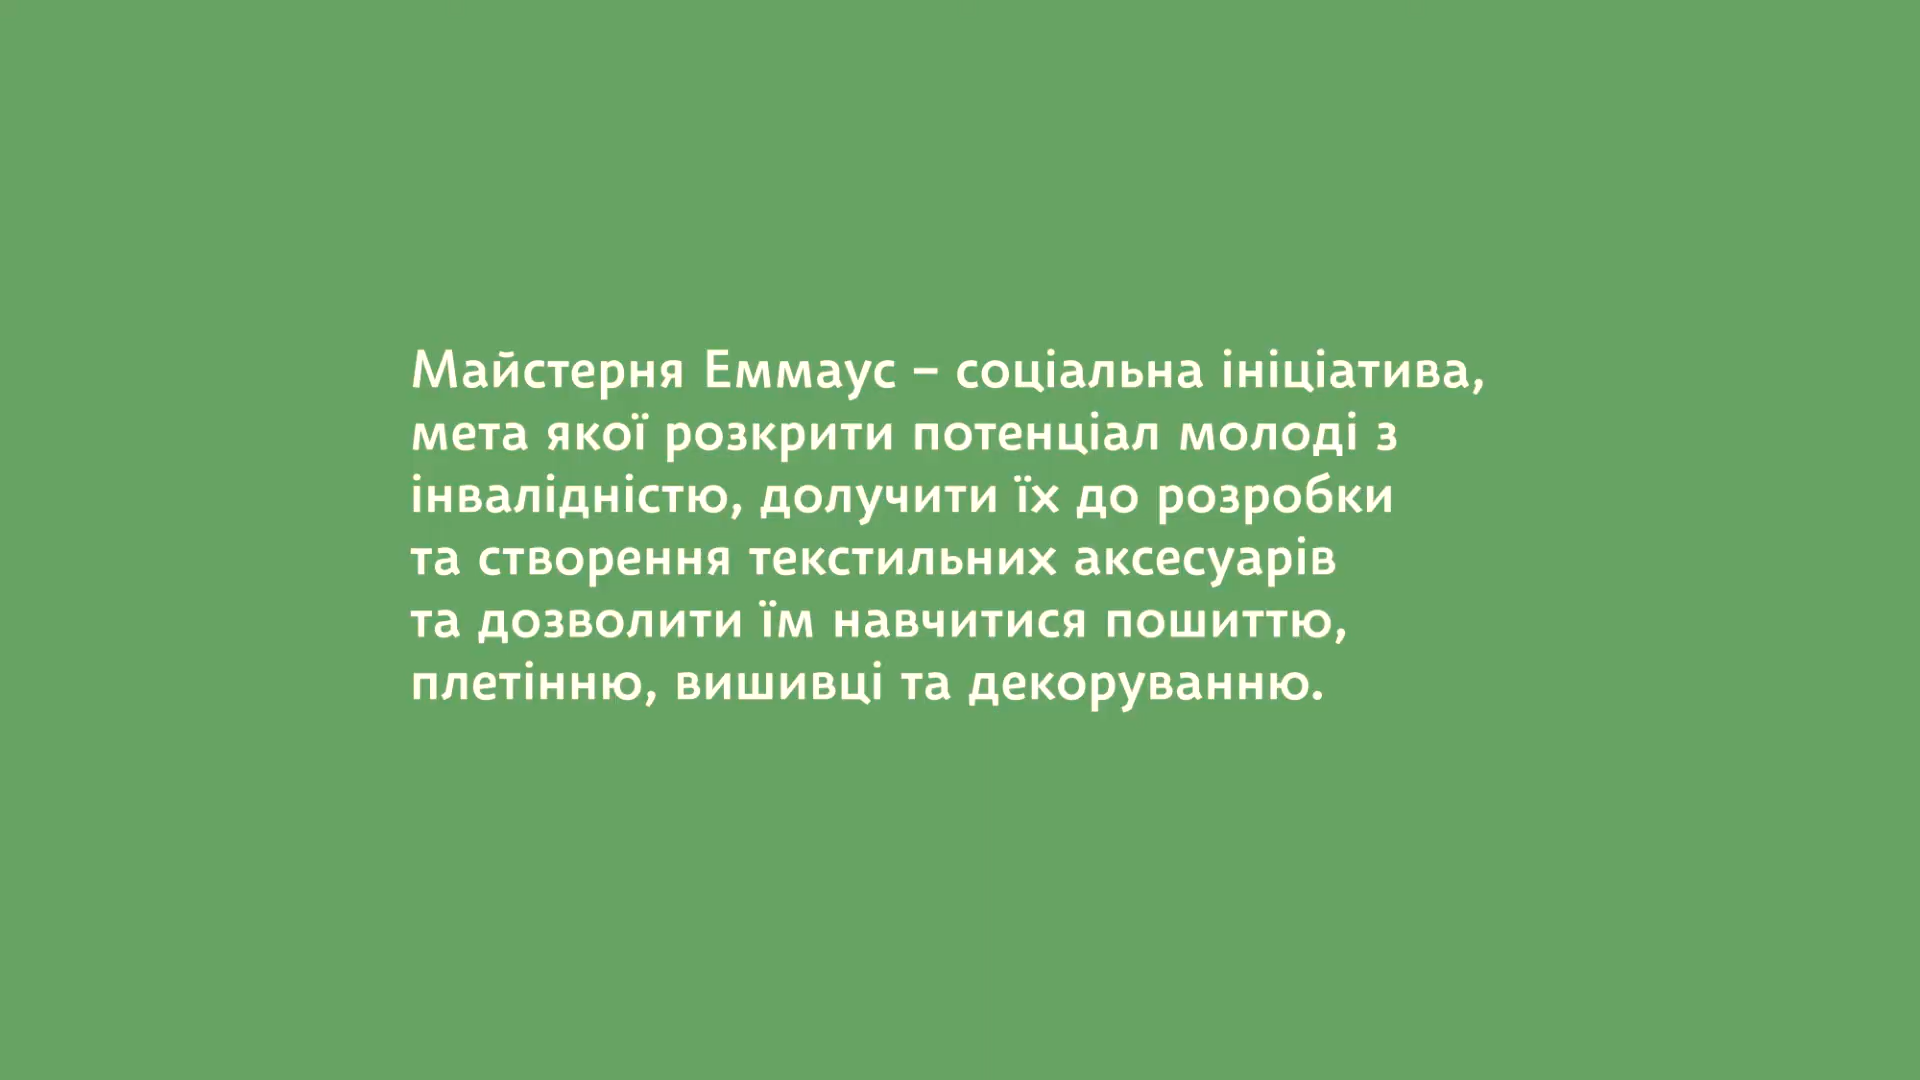 Майстерня Еммаус – соціальна ініціатива,
мета якої розкрити потенціал молоді з
інвалідністю, долучити їх до розробки
та створення текстильних аксесуарів
та дозволити їм навчитися пошиттю,
плетінню, вишивці та декоруванню.